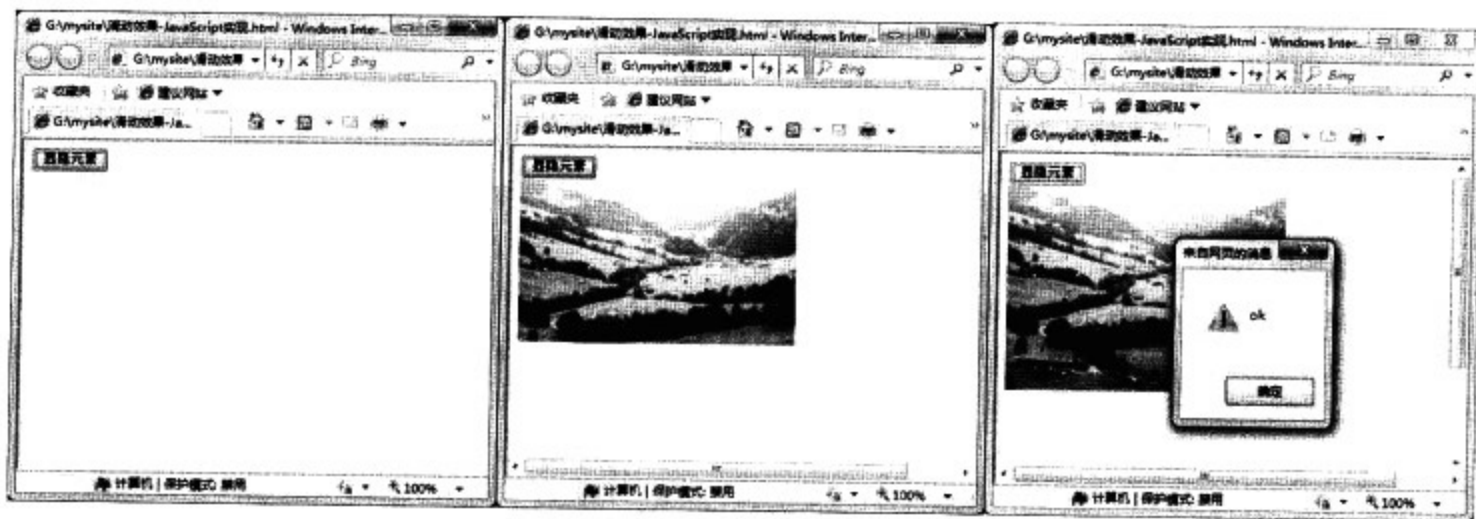 G:\mysite\滑动效果-JavaScript实现.html - Windows Inter...
G:\mysite\滑动效果
Bing
收藏夹
建议网站
G:\mysite\滑动效果-Ja...
显隐元素
计算机 | 保护模式: 禁用
100%
G:\mysite\滑动效果-JavaScript实现.html - Windows Inter...
G:\mysite\滑动效果
Bing
收藏夹
建议网站
G:\mysite\滑动效果-Ja...
显隐元素
计算机 | 保护模式: 禁用
100%
G:\mysite\滑动效果-JavaScript实现.html - Windows Inter...
G:\mysite\滑动效果
Bing
收藏夹
建议网站
G:\mysite\滑动效果-Ja...
显隐元素
来自网页的消息
ok
确定
计算机 | 保护模式: 禁用
100%